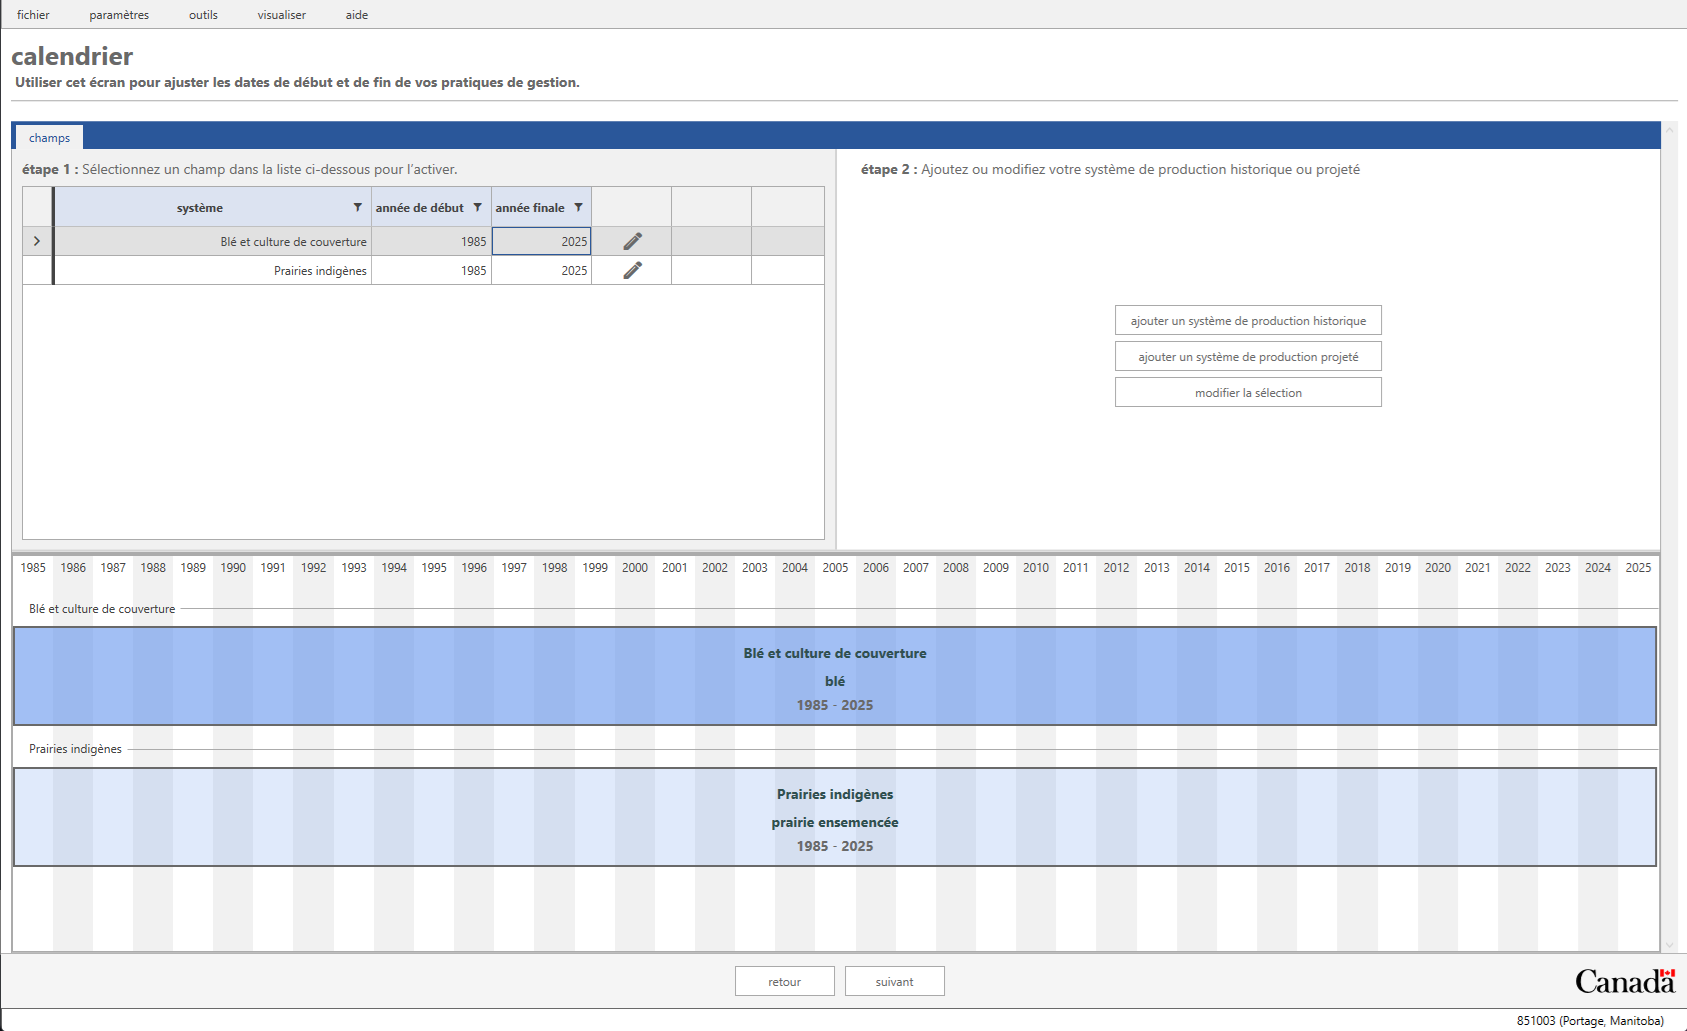 fichier paramètres outils visualiser aide
calendrier
Utiliser cet écran pour ajuster les dates de début et de fin de vos pratiques de gestion.
champs
étape 1 : Sélectionnez un champ dans la liste ci-dessous pour l'activer.
système année de début année finale
Blé et culture de couverture 1985 2025
Prairies indigènes 1985 2025
étape 2 : Ajoutez ou modifiez votre système de production historique ou projeté
ajouter un système de production historique
ajouter un système de production projeté
modifier la sélection
1985 1986 1987 1988 1989 1990 1991 1992 1993 1994 1995 1996 1997 1998 1999 2000 2001 2002 2003 2004 2005 2006 2007 2008 2009 2010 2011 2012 2013 2014 2015 2016 2017 2018 2019 2020 2021 2022 2023 2024 2025
Blé et culture de couverture
Blé et culture de couverture
blé
1985 - 2025
Prairies indigènes
Prairies indigènes
prairie ensemencée
1985 - 2025
retour suivant
Canada
851003 (Portage, Manitoba)